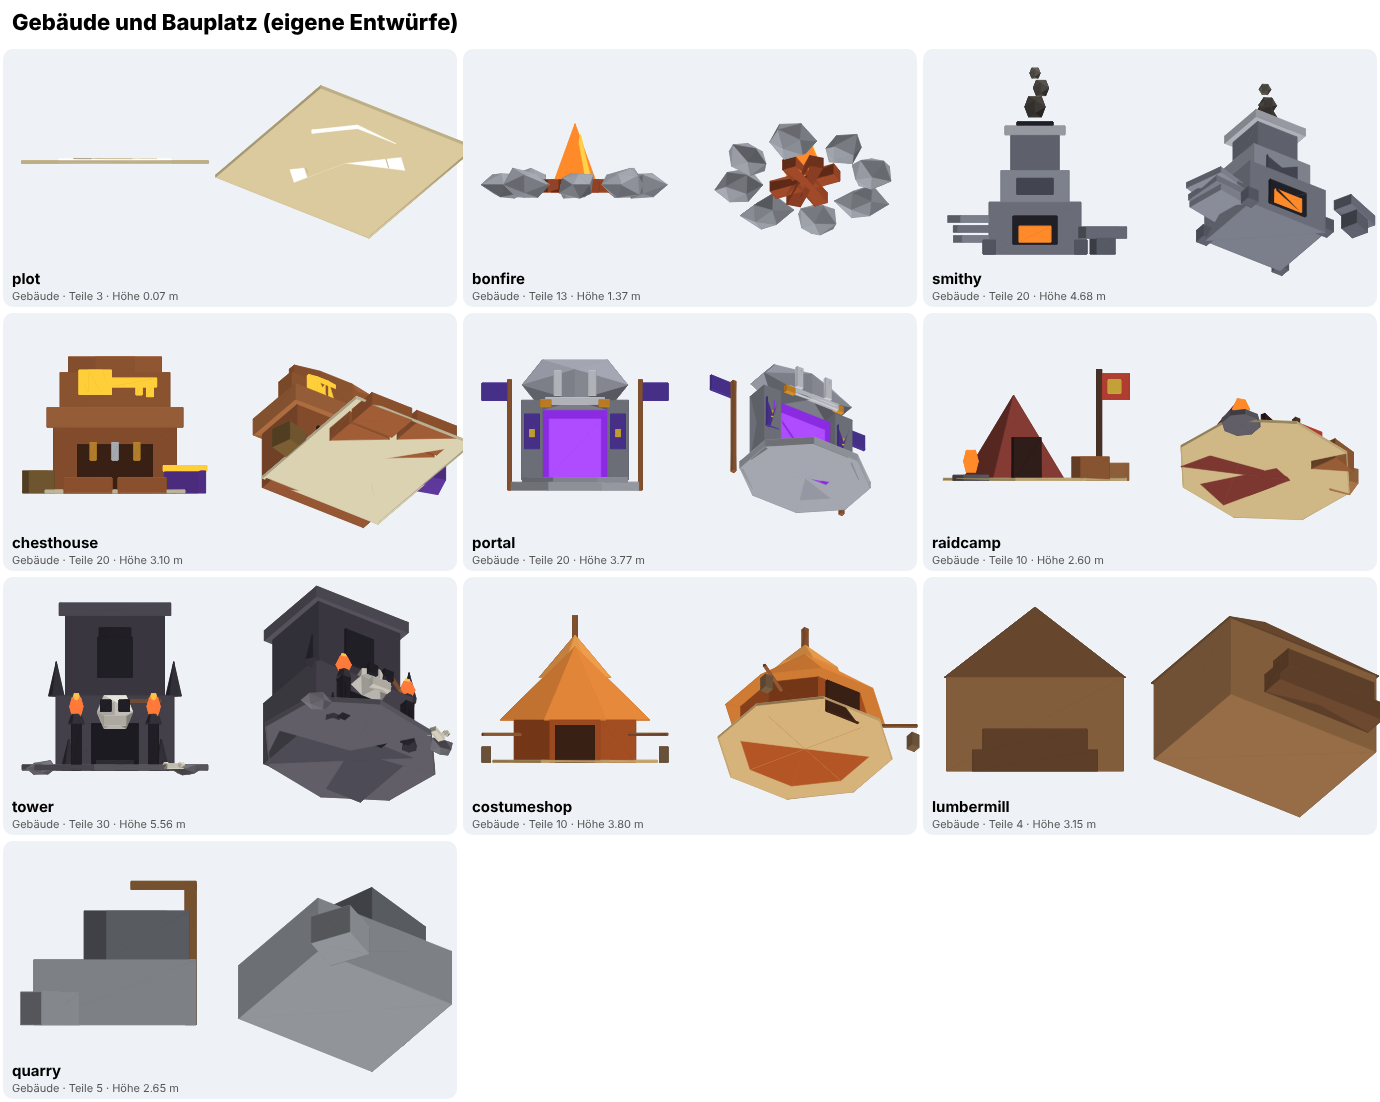 Gebäude und Bauplatz (eigene Entwürfe)
plot
Gebäude · Teile 3 · Höhe 0.07 m
bonfire
Gebäude · Teile 13 · Höhe 1.37 m
smithy
Gebäude · Teile 20 · Höhe 4.68 m
chesthouse
Gebäude · Teile 20 · Höhe 3.10 m
portal
Gebäude · Teile 20 · Höhe 3.77 m
raidcamp
Gebäude · Teile 10 · Höhe 2.60 m
tower
Gebäude · Teile 30 · Höhe 5.56 m
costumeshop
Gebäude · Teile 10 · Höhe 3.80 m
lumbermill
Gebäude · Teile 4 · Höhe 3.15 m
quarry
Gebäude · Teile 5 · Höhe 2.65 m